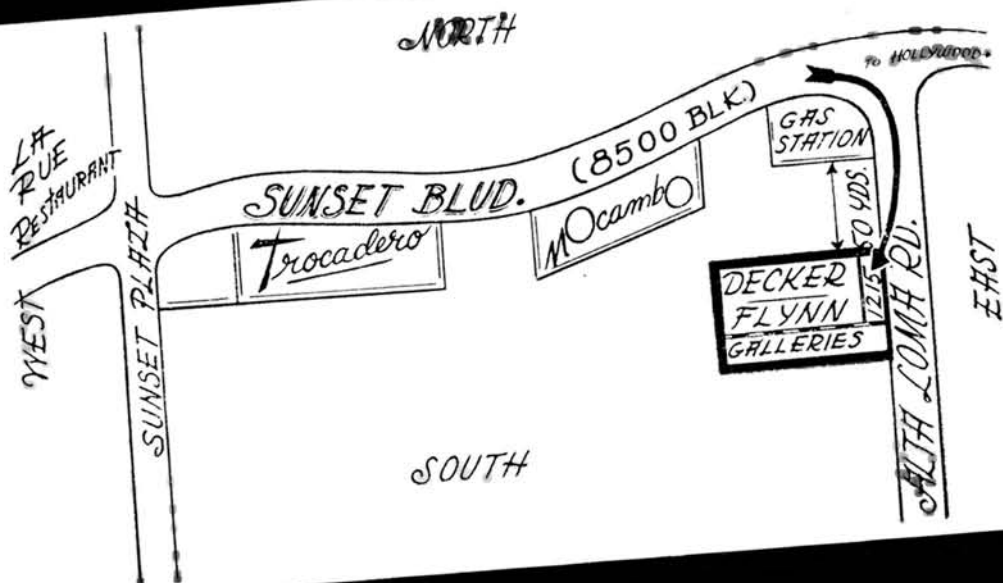 NORTH
TO HOLLYWOOD
LA
RUE
RESTAURANT
SUNSET BLVD.
(8500 BLK.)
GAS
STATION
Trocadero
MOcambO
50 YDS.
DECKER
FLYNN
GALLERIES
1215
WEST
SUNSET PLAZA
ALTA LOMA RD.
EAST
SOUTH